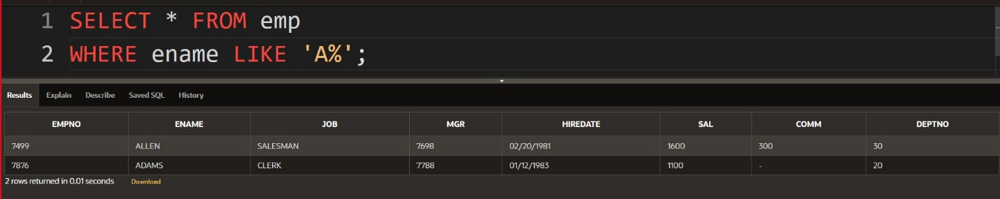 1 SELECT * FROM emp
2 WHERE ename LIKE 'A%';
Results Explain Describe Saved SQL History
EMPNO ENAME JOB MGR HIREDATE SAL COMM DEPTNO
7499 ALLEN SALESMAN 7698 02/20/1981 1600 300 30
7876 ADAMS CLERK 7788 01/12/1983 1100 - 20
2 rows returned in 0.01 seconds Download